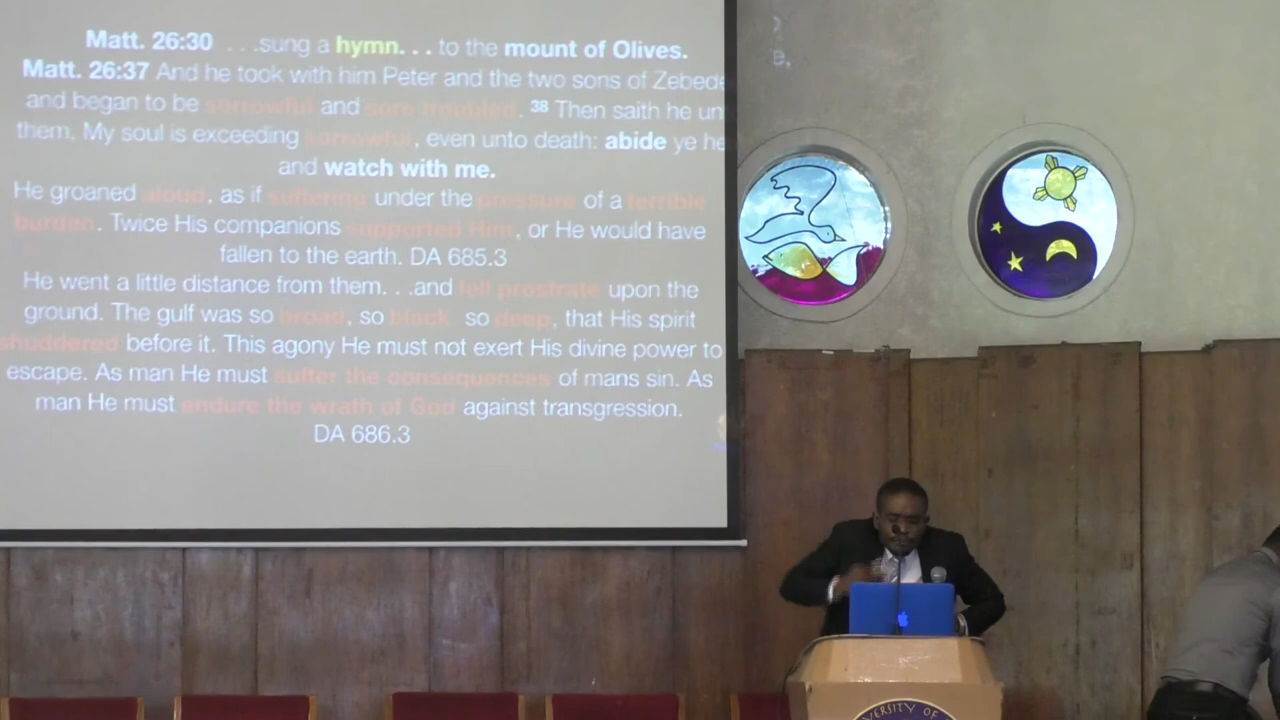 Matt. 26:30 . . .sung a hymn. . . to the mount of Olives.
Matt. 26:37 And he took with him Peter and the two sons of Zebede
and began to be sorrowful and sore troubled. 38 Then saith he un
them, My soul is exceeding sorrowful, even unto death: abide ye he
and watch with me.
He groaned aloud, as if suffering under the pressure of a terrible
burden. Twice His companions supported Him, or He would have
fallen to the earth. DA 685.3
He went a little distance from them. . .and fell prostrate upon the
ground. The gulf was so broad, so black so deep, that His spirit
shuddered before it. This agony He must not exert His divine power to
escape. As man He must suffer the consequences of mans sin. As
man He must endure the wrath of God against transgression.
DA 686.3
e,
VERSITY OF